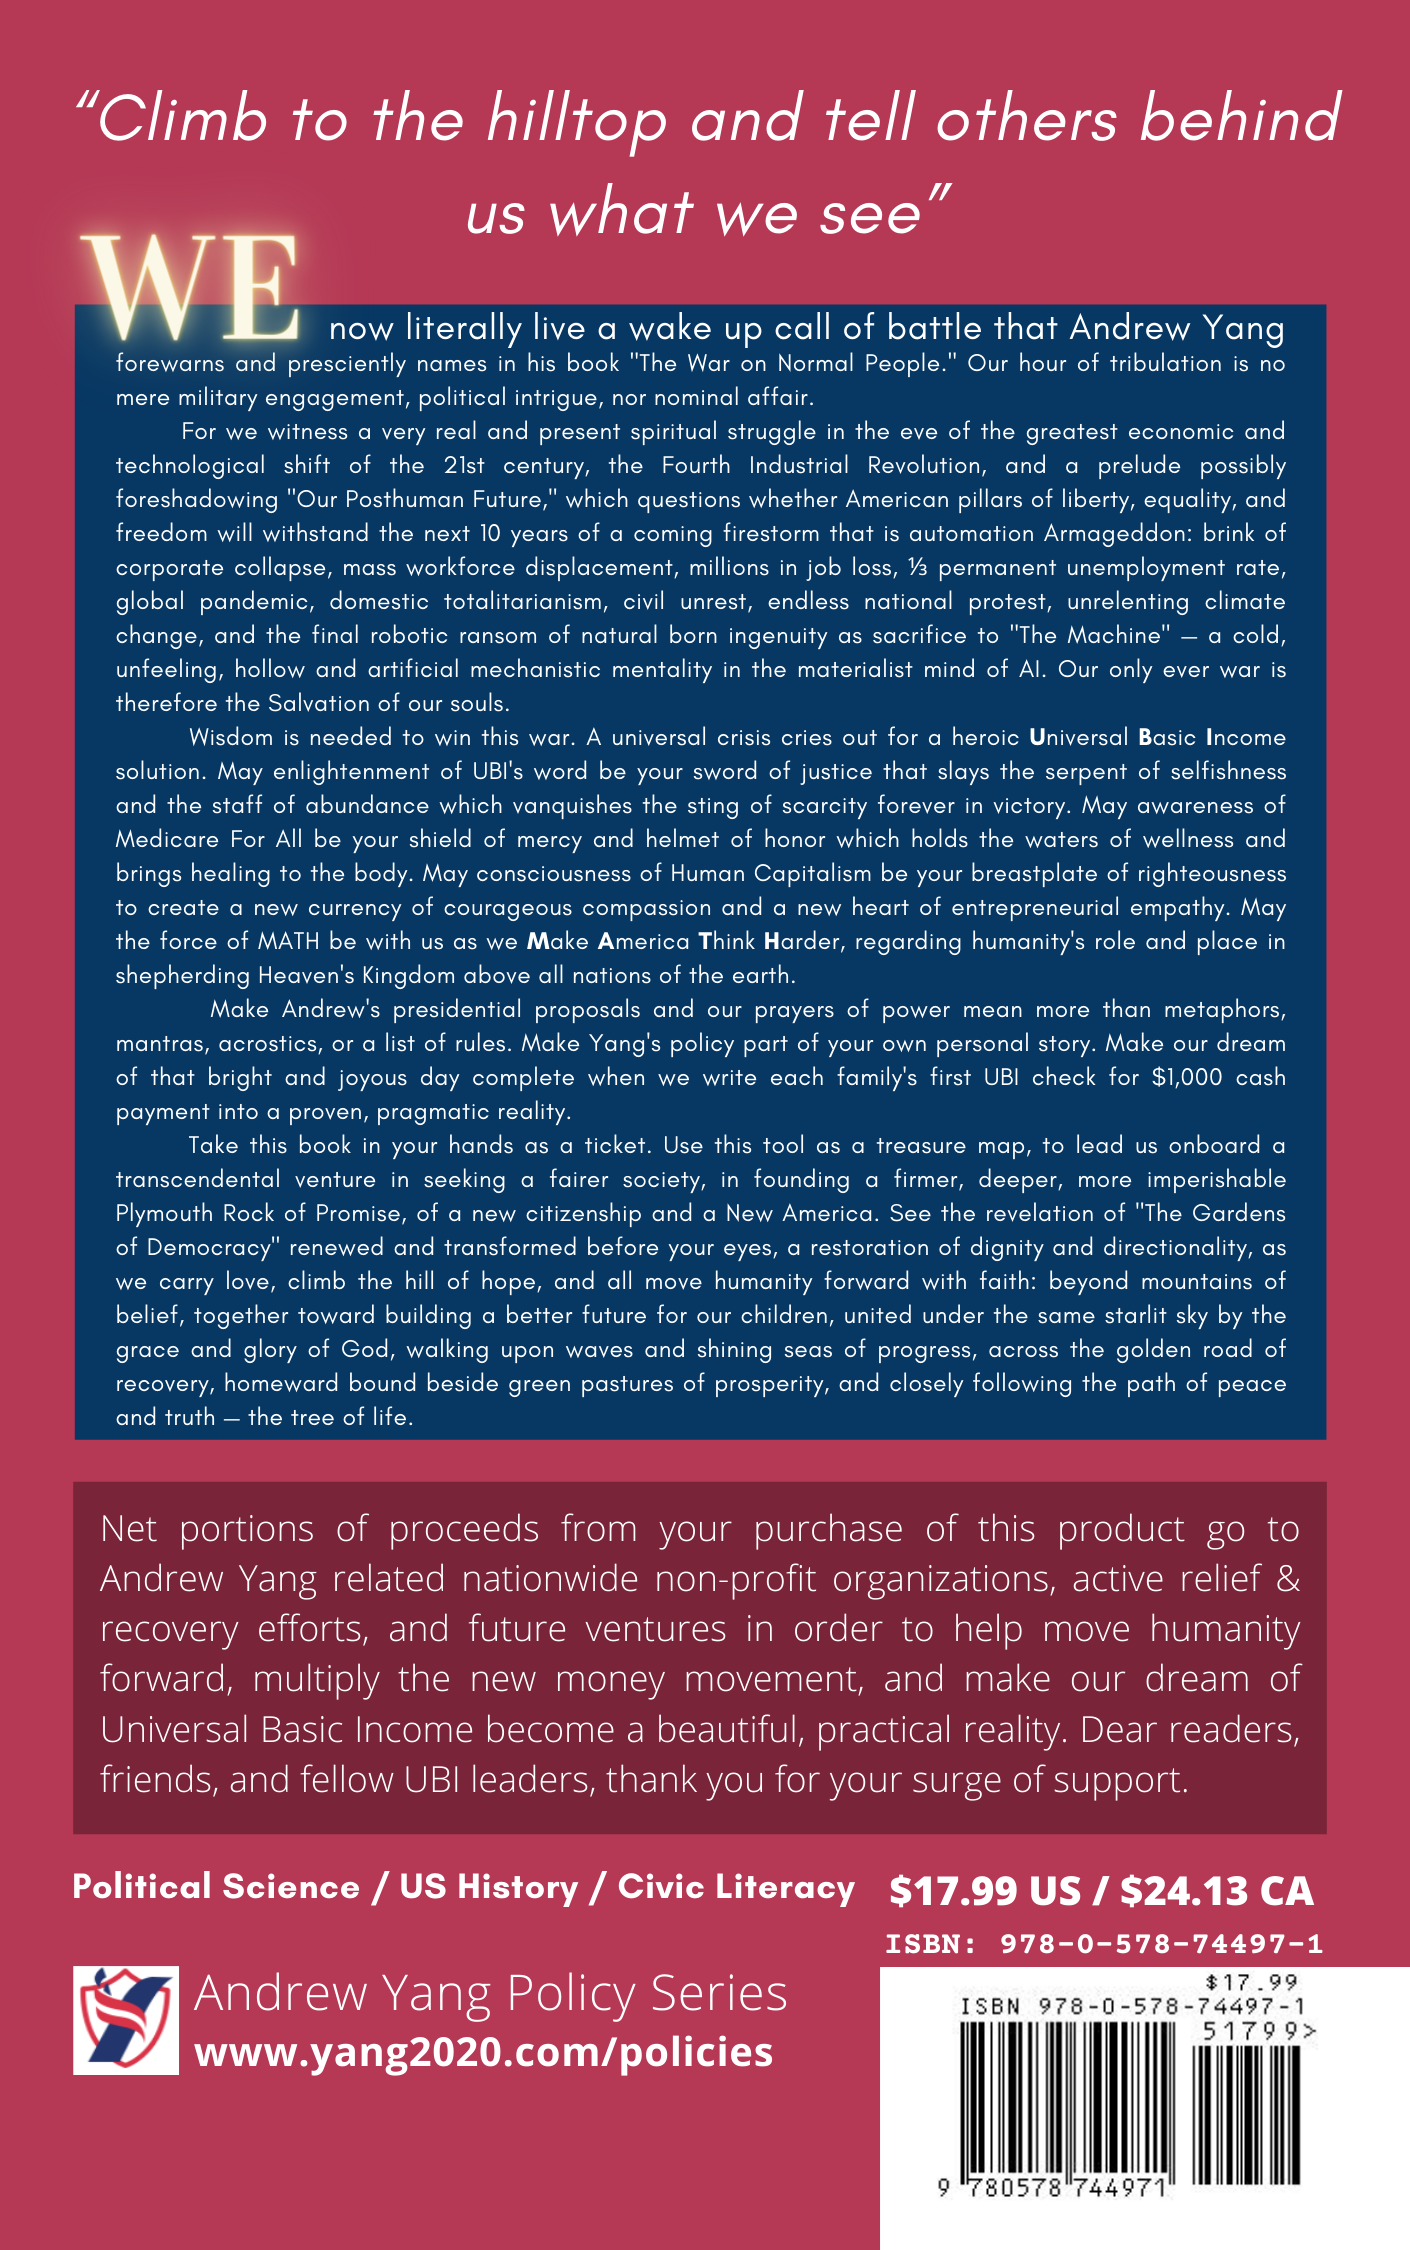 “Climb to the hilltop and tell others behind
us what we see”
WE now literally live a wake up call of battle that Andrew Yang
forewarns and presciently names in his book "The War on Normal People." Our hour of tribulation is no
mere military engagement, political intrigue, nor nominal affair.
For we witness a very real and present spiritual struggle in the eve of the greatest economic and
technological shift of the 21st century, the Fourth Industrial Revolution, and a prelude possibly
foreshadowing "Our Posthuman Future," which questions whether American pillars of liberty, equality, and
freedom will withstand the next 10 years of a coming firestorm that is automation Armageddon: brink of
corporate collapse, mass workforce displacement, millions in job loss, ⅓ permanent unemployment rate,
global pandemic, domestic totalitarianism, civil unrest, endless national protest, unrelenting climate
change, and the final robotic ransom of natural born ingenuity as sacrifice to "The Machine" — a cold,
unfeeling, hollow and artificial mechanistic mentality in the materialist mind of AI. Our only ever war is
therefore the Salvation of our souls.
Wisdom is needed to win this war. A universal crisis cries out for a heroic Universal Basic Income
solution. May enlightenment of UBI's word be your sword of justice that slays the serpent of selfishness
and the staff of abundance which vanquishes the sting of scarcity forever in victory. May awareness of
Medicare For All be your shield of mercy and helmet of honor which holds the waters of wellness and
brings healing to the body. May consciousness of Human Capitalism be your breastplate of righteousness
to create a new currency of courageous compassion and a new heart of entrepreneurial empathy. May
the force of MATH be with us as we Make America Think Harder, regarding humanity's role and place in
shepherding Heaven's Kingdom above all nations of the earth.
Make Andrew's presidential proposals and our prayers of power mean more than metaphors,
mantras, acrostics, or a list of rules. Make Yang's policy part of your own personal story. Make our dream
of that bright and joyous day complete when we write each family's first UBI check for $1,000 cash
payment into a proven, pragmatic reality.
Take this book in your hands as a ticket. Use this tool as a treasure map, to lead us onboard a
transcendental venture in seeking a fairer society, in founding a firmer, deeper, more imperishable
Plymouth Rock of Promise, of a new citizenship and a New America. See the revelation of "The Gardens
of Democracy" renewed and transformed before your eyes, a restoration of dignity and directionality, as
we carry love, climb the hill of hope, and all move humanity forward with faith: beyond mountains of
belief, together toward building a better future for our children, united under the same starlit sky by the
grace and glory of God, walking upon waves and shining seas of progress, across the golden road of
recovery, homeward bound beside green pastures of prosperity, and closely following the path of peace
and truth — the tree of life.
Net portions of proceeds from your purchase of this product go to
Andrew Yang related nationwide non-profit organizations, active relief &
recovery efforts, and future ventures in order to help move humanity
forward, multiply the new money movement, and make our dream of
Universal Basic Income become a beautiful, practical reality. Dear readers,
friends, and fellow UBI leaders, thank you for your surge of support.
Political Science / US History / Civic Literacy
$17.99 US / $24.13 CA
ISBN: 978-0-578-74497-1
Andrew Yang Policy Series
www.yang2020.com/policies
$17.99
ISBN 978-0-578-74497-1
51799>
9 780578 744971